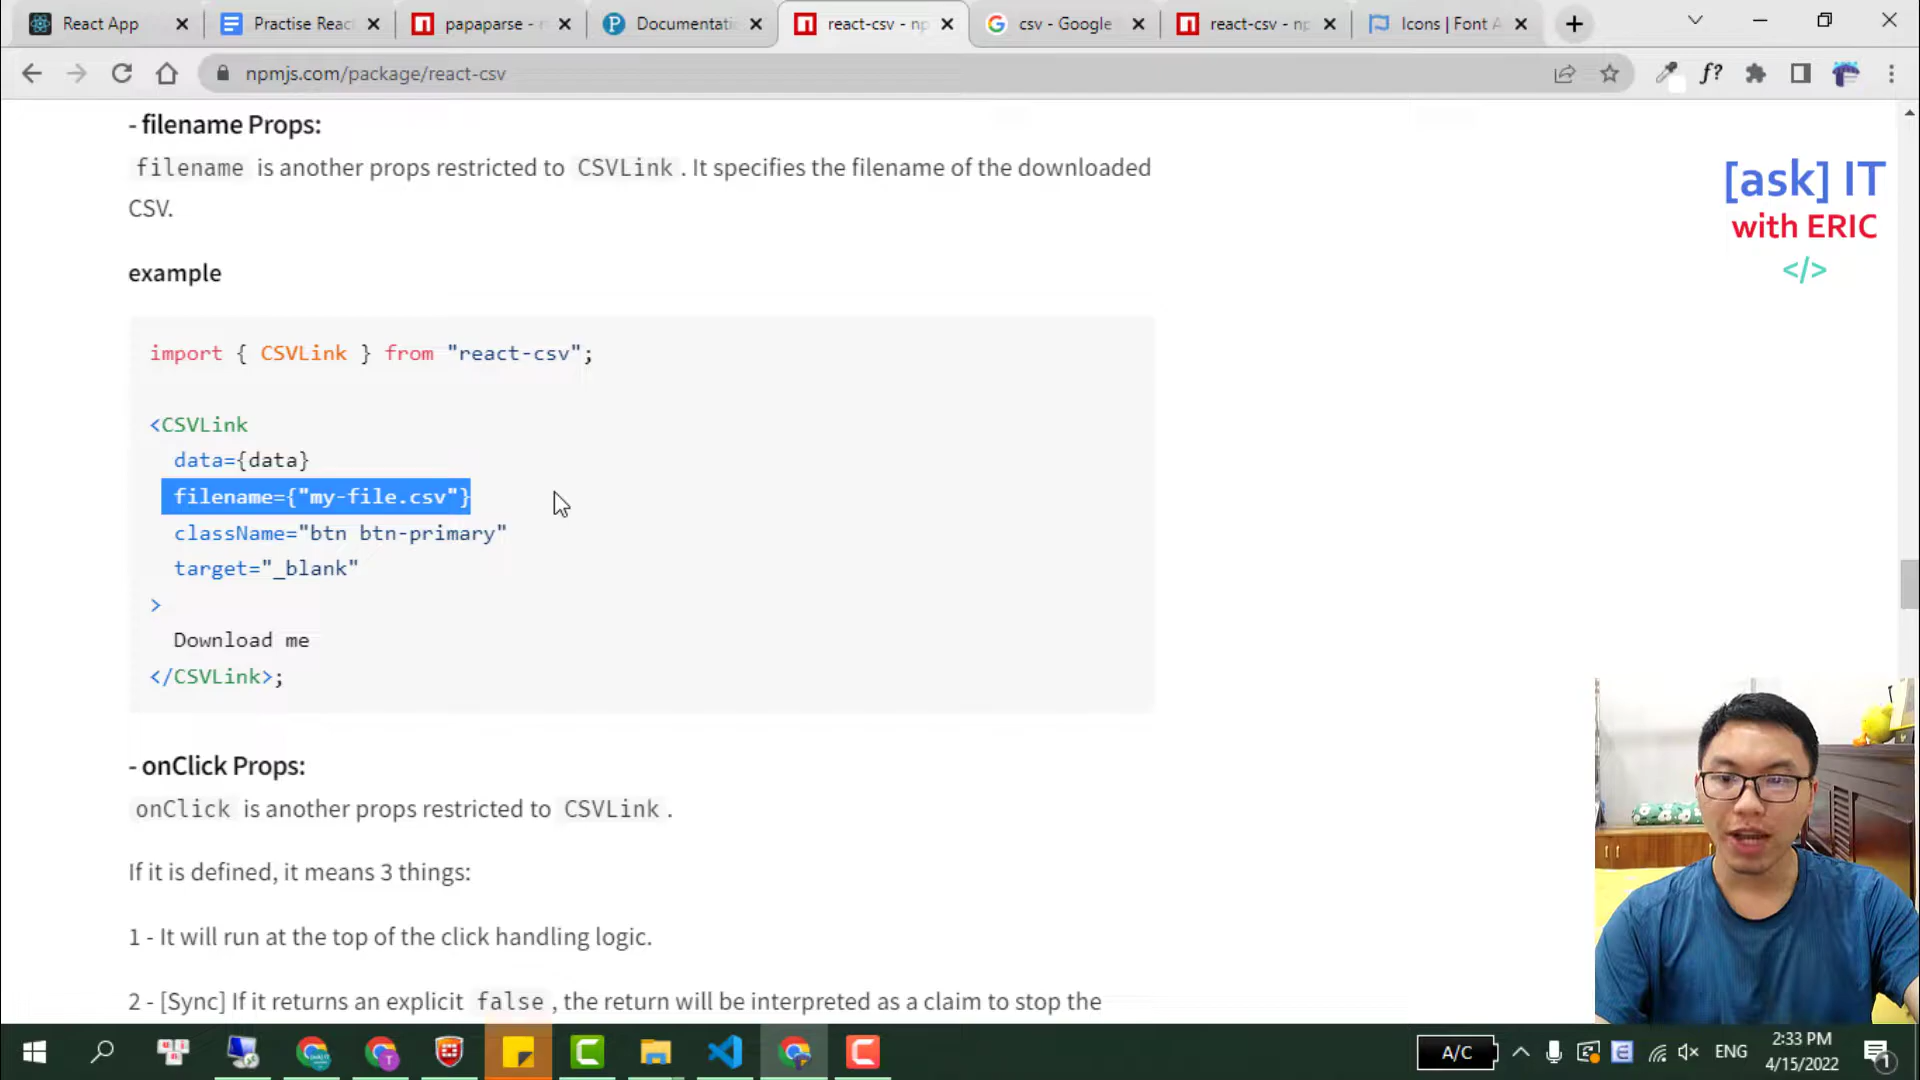 React App
Practise Reac
papaparse - n
Documentati
react-csv - np
csv - Google
react-csv - np
Icons | Font A
npmjs.com/package/react-csv
f?
- filename Props:
filename is another props restricted to CSVLink . It specifies the filename of the downloaded
CSV.
[ask] IT
with ERIC
</>
example
import { CSVLink } from "react-csv";
<CSVLink
data={data}
filename={"my-file.csv"}
className="btn btn-primary"
target="_blank"
>
Download me
</CSVLink>;
- onClick Props:
onClick is another props restricted to CSVLink .
If it is defined, it means 3 things:
1 - It will run at the top of the click handling logic.
2 - [Sync] If it returns an explicit false , the return will be interpreted as a claim to stop the
A/C
ENG
2:33 PM
4/15/2022
1